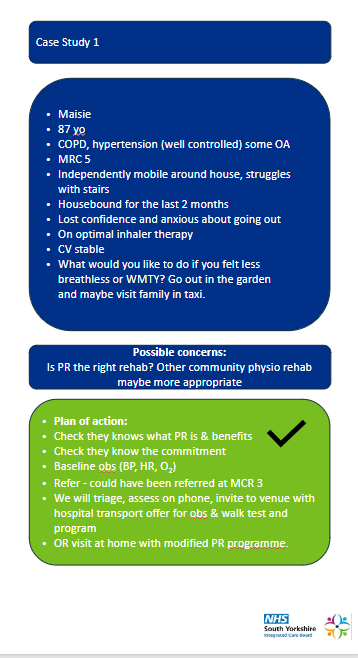 Case Study 1
• Maisie
• 87 yo
• COPD, hypertension (well controlled) some OA
• MRC 5
• Independently mobile around house, struggles
with stairs
• Housebound for the last 2 months
• Lost confidence and anxious about going out
• On optimal inhaler therapy
• CV stable
• What would you like to do if you felt less
breathless or WMTY? Go out in the garden
and maybe visit family in taxi.
Possible concerns:
Is PR the right rehab? Other community physio rehab
maybe more appropriate
• Plan of action:
• Check they knows what PR is & benefits
• Check they know the commitment
• Baseline obs (BP, HR, O₂)
• Refer - could have been referred at MCR 3
• We will triage, assess on phone, invite to venue with
hospital transport offer for obs & walk test and
program
• OR visit at home with modified PR programme.
NHS
South Yorkshire
Integrated Care Board